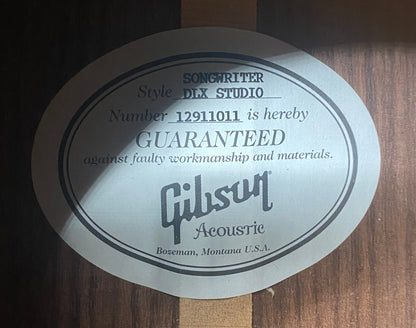 SONGWRITER
Style DLX STUDIO
Number 12911011 is hereby
GUARANTEED
against faulty workmanship and materials.
Gibson
Acoustic
Bozeman, Montana U.S.A.